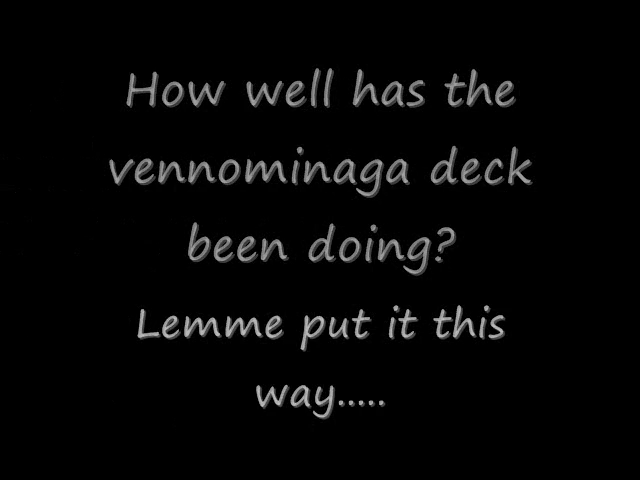 How well has the
vennominaga deck
been doing?
Lemme put it this
way.....